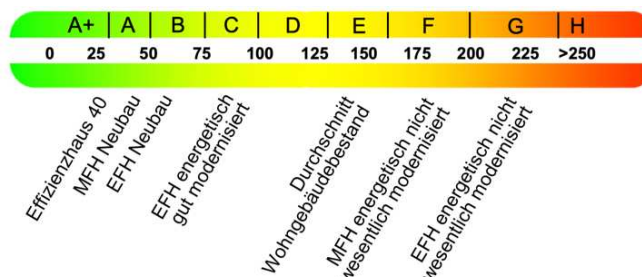 A+ A B C D E F G H
0 25 50 75 100 125 150 175 200 225 >250
Effizienzhaus 40
MFH Neubau
EFH Neubau
EFH energetisch
gut modernisiert
Durchschnitt
Wohngebäudebestand
MFH energetisch nicht
wesentlich modernisiert
EFH energetisch nicht
wesentlich modernisiert